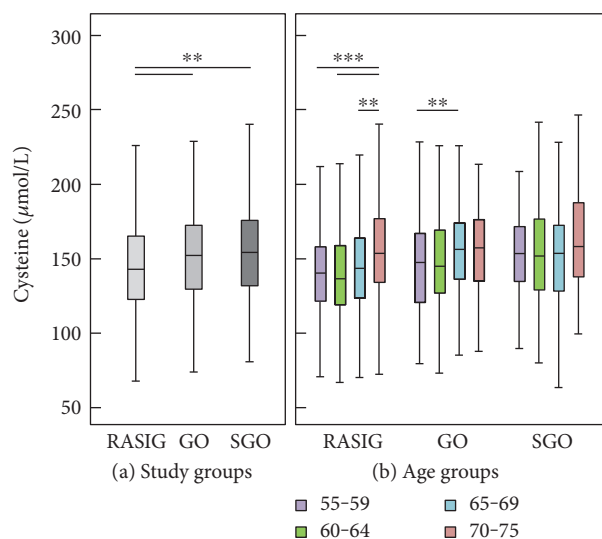 300
250
200
150
100
50
Cysteine (μmol/L)
**
***
**
**
RASIG GO SGO
RASIG GO SGO
(a) Study groups
(b) Age groups
55–59
65–69
60–64
70–75